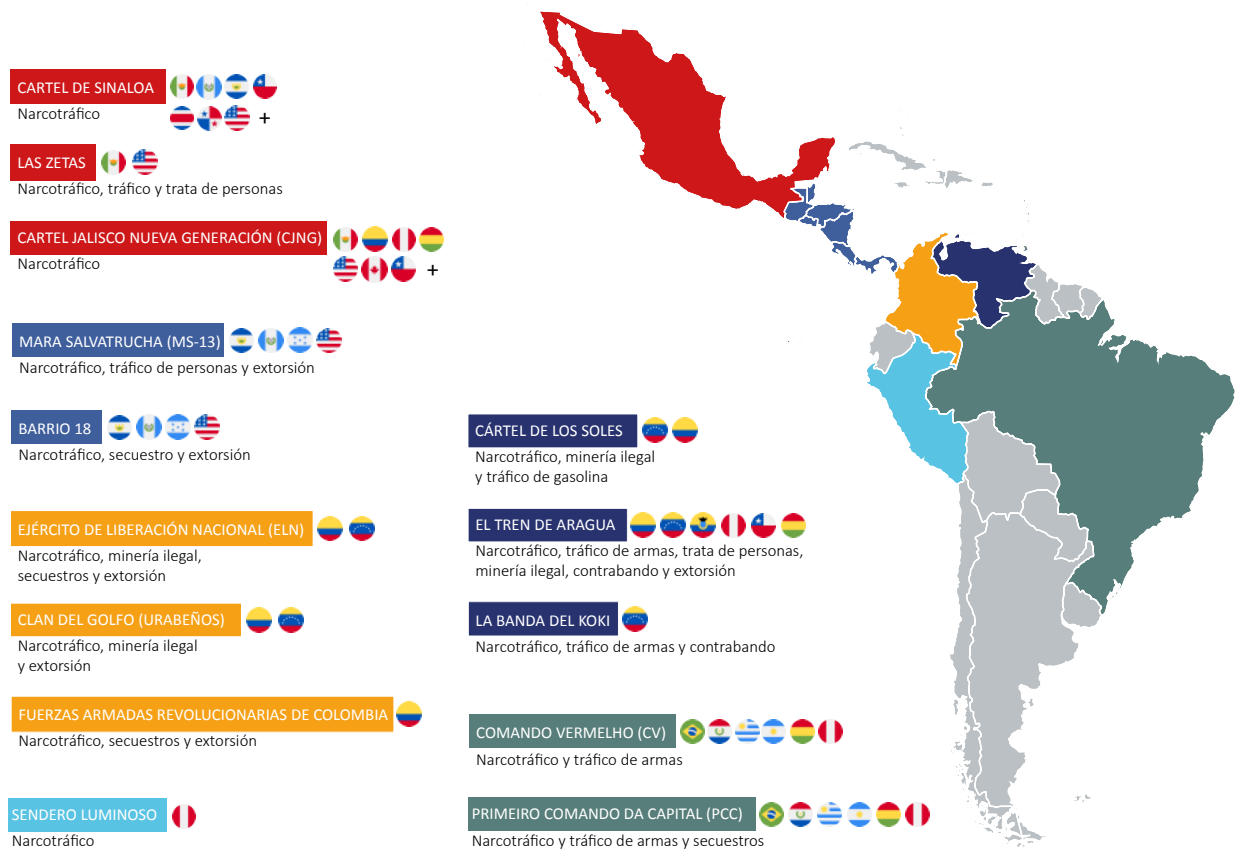 CARTEL DE SINALOA
Narcotráfico
+
LAS ZETAS
Narcotráfico, tráfico y trata de personas
CARTEL JALISCO NUEVA GENERACIÓN (CJNG)
Narcotráfico
+
MARA SALVATRUCHA (MS-13)
Narcotráfico, tráfico de personas y extorsión
BARRIO 18
Narcotráfico, secuestro y extorsión
EJÉRCITO DE LIBERACIÓN NACIONAL (ELN)
Narcotráfico, minería ilegal,
secuestros y extorsión
CLAN DEL GOLFO (URABEÑOS)
Narcotráfico, minería ilegal
y extorsión
FUERZAS ARMADAS REVOLUCIONARIAS DE COLOMBIA
Narcotráfico, secuestros y extorsión
SENDERO LUMINOSO
Narcotráfico
CÁRTEL DE LOS SOLES
Narcotráfico, minería ilegal
y tráfico de gasolina
EL TREN DE ARAGUA
Narcotráfico, tráfico de armas, trata de personas,
minería ilegal, contrabando y extorsión
LA BANDA DEL KOKI
Narcotráfico, tráfico de armas y contrabando
COMANDO VERMELHO (CV)
Narcotráfico y tráfico de armas
PRIMEIRO COMANDO DA CAPITAL (PCC)
Narcotráfico y tráfico de armas y secuestros